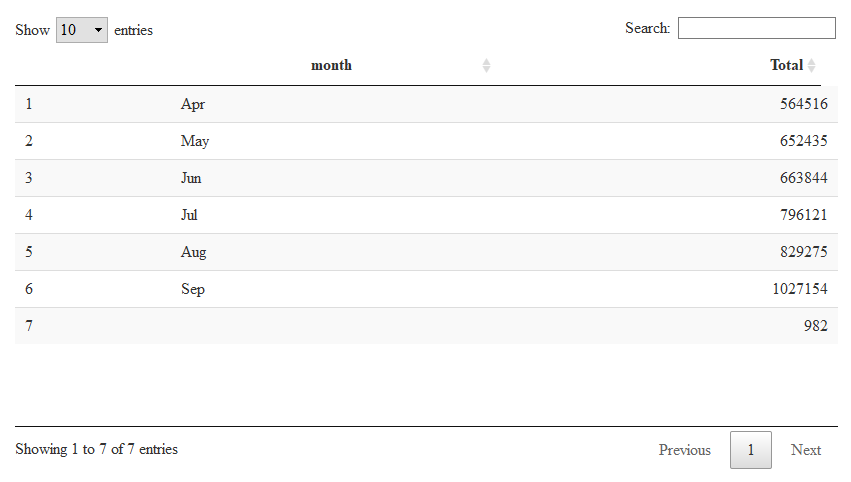 Show 10 entries Search:
month Total
1 Apr 564516
2 May 652435
3 Jun 663844
4 Jul 796121
5 Aug 829275
6 Sep 1027154
7 982
Showing 1 to 7 of 7 entries Previous 1 Next